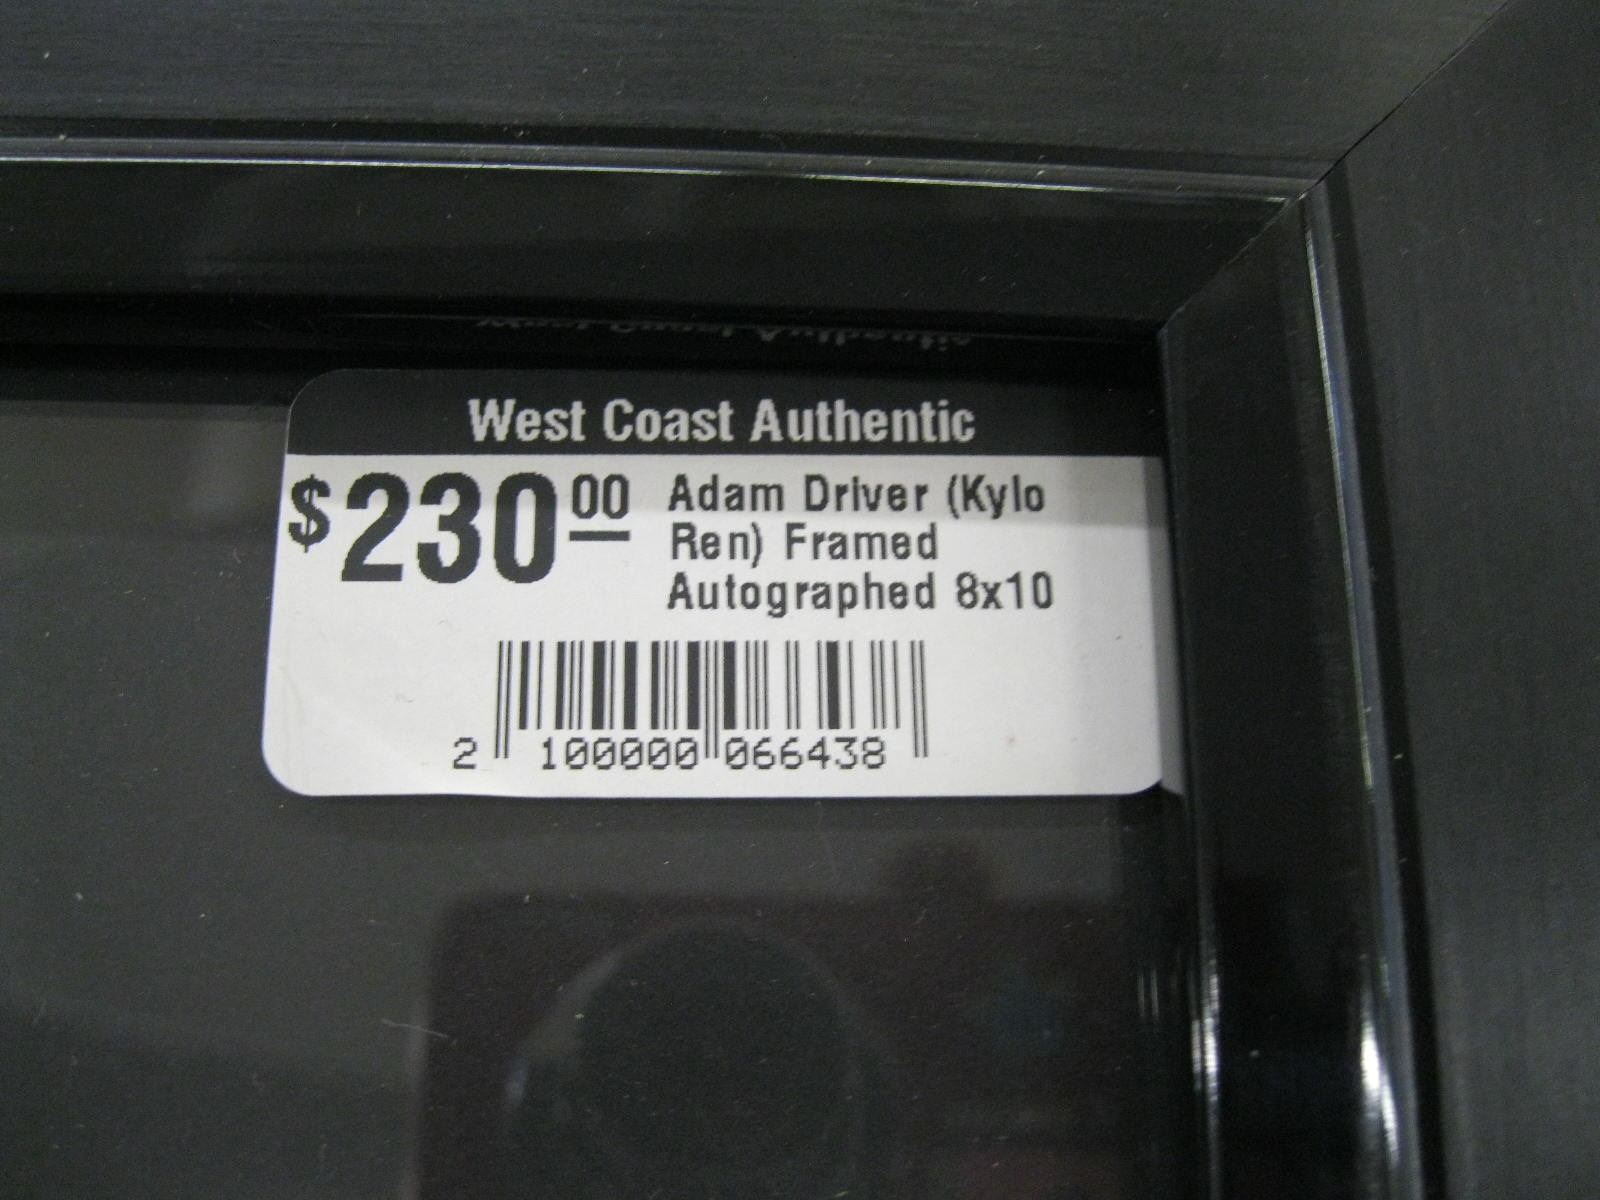 West Coast Authentic
$230.00
Adam Driver (Kylo
Ren) Framed
Autographed 8x10
2 100000 066438